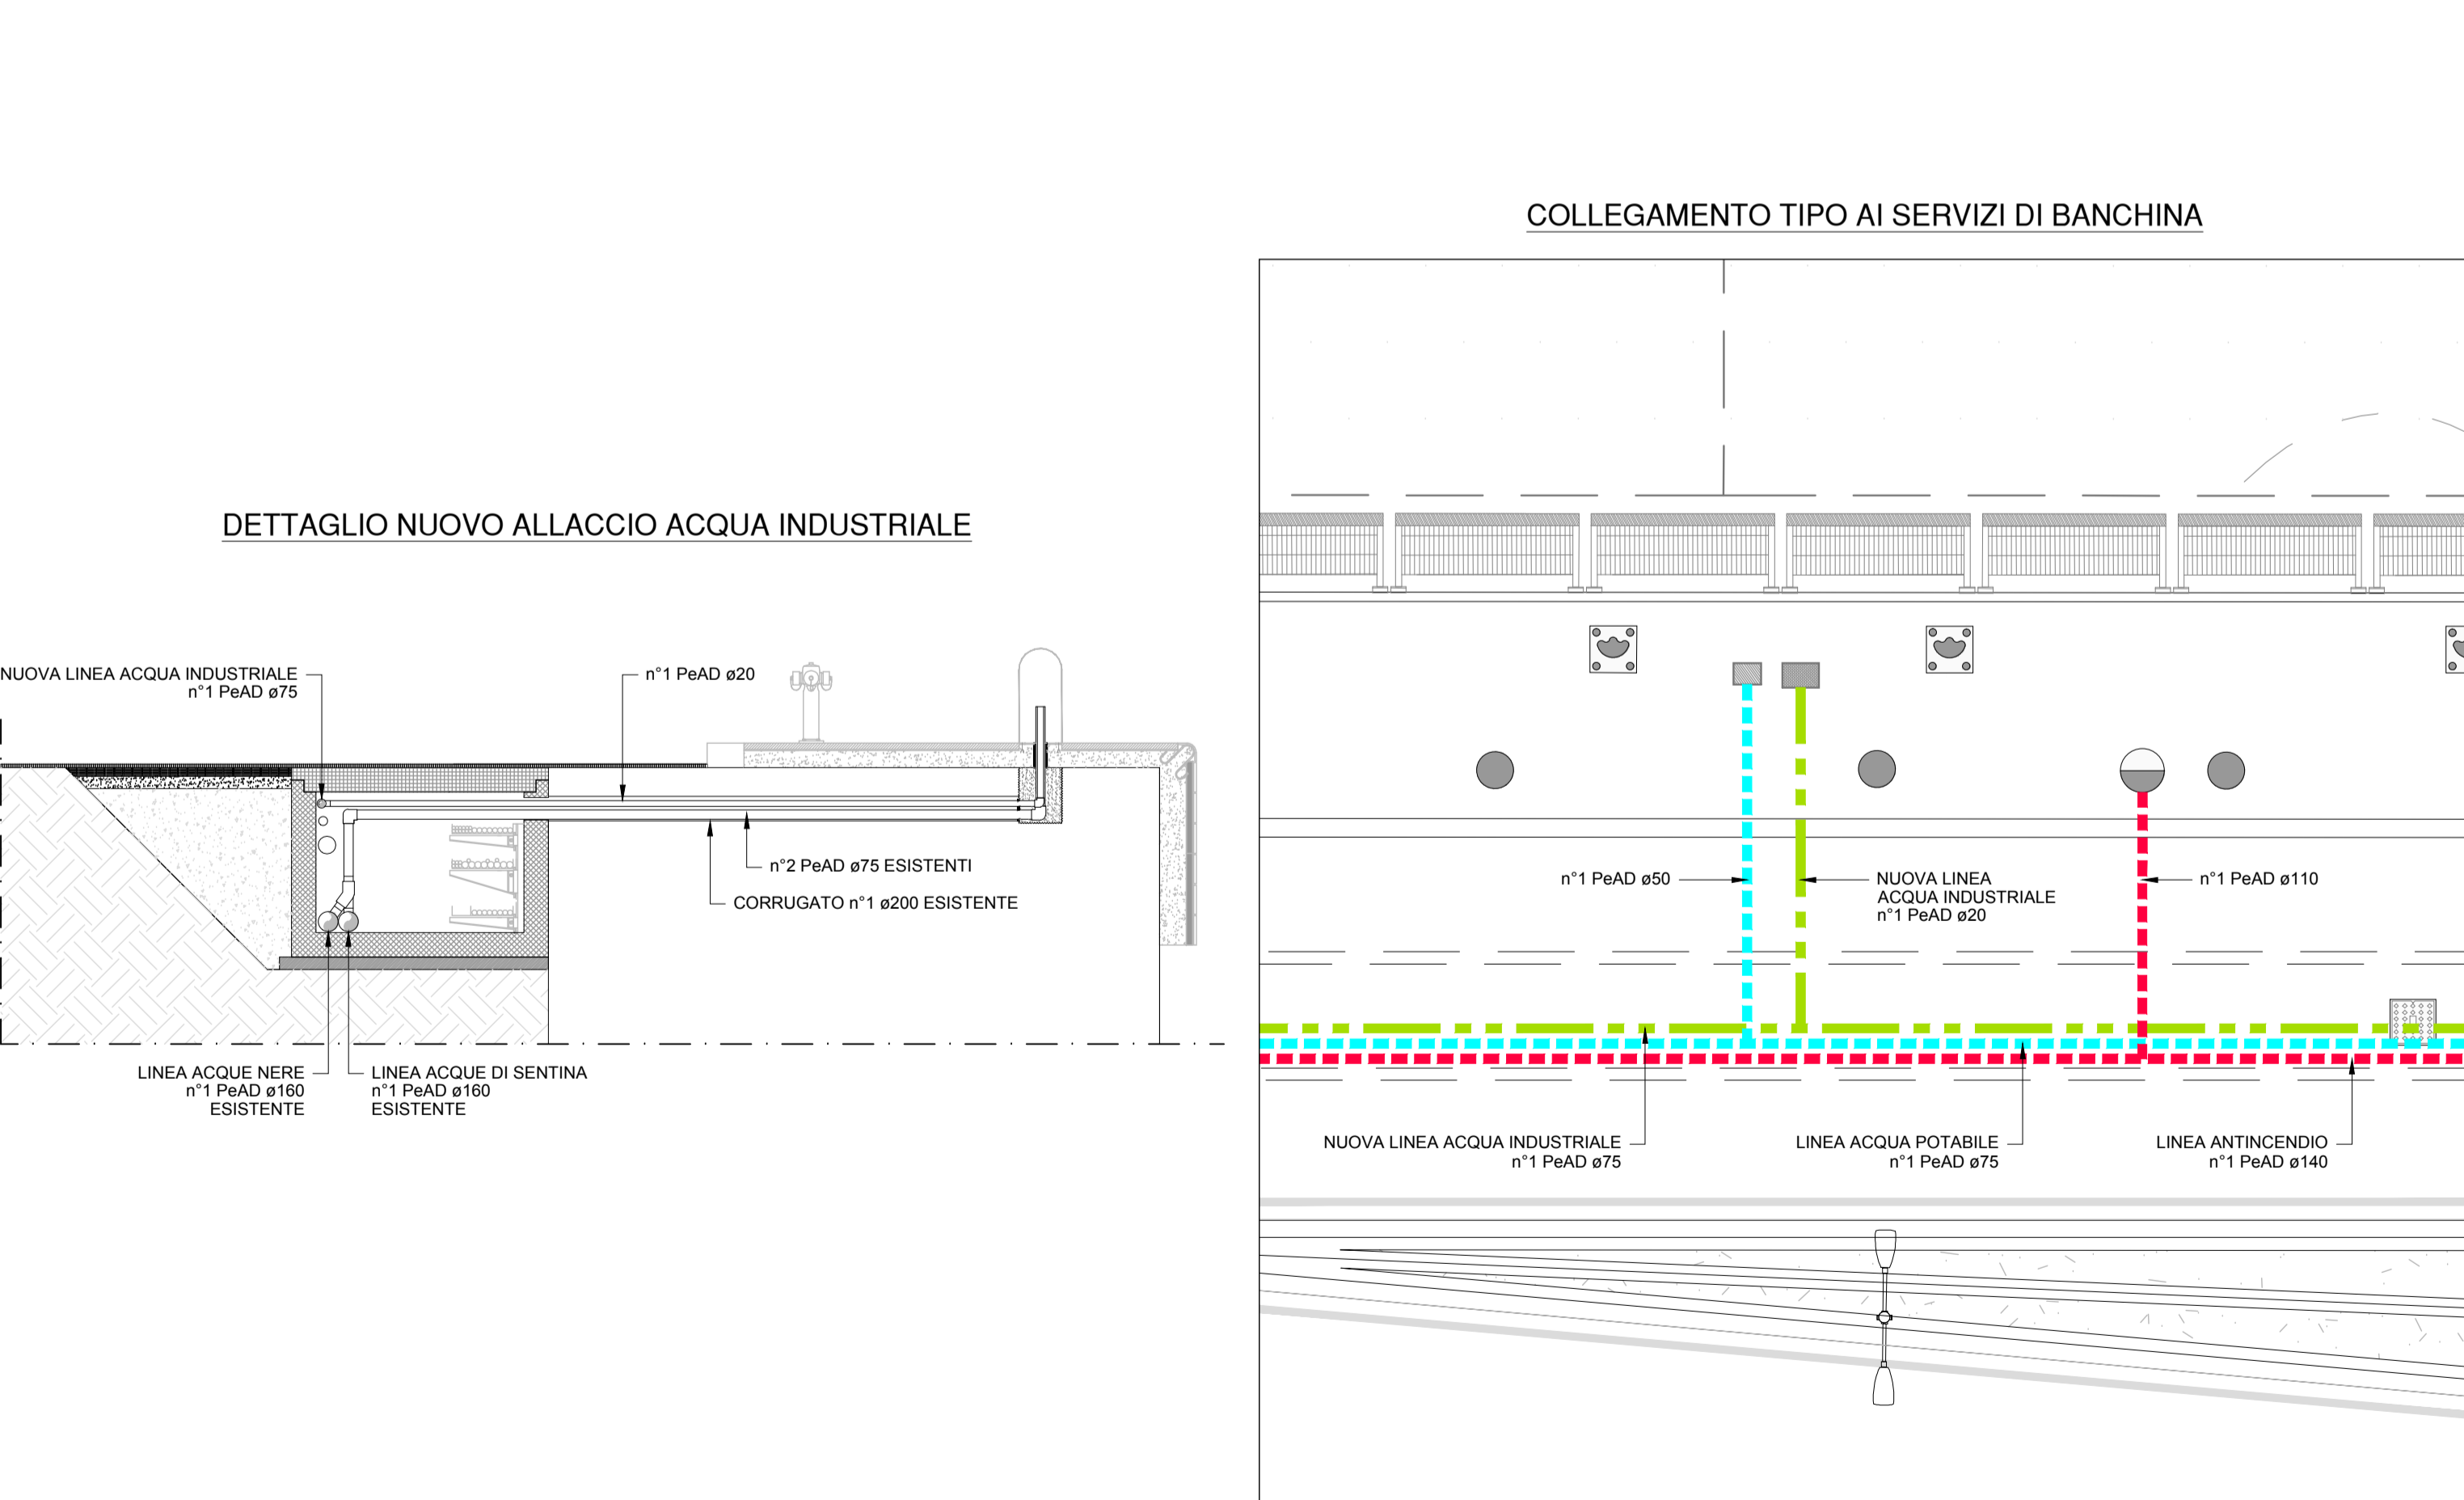 COLLEGAMENTO TIPO AI SERVIZI DI BANCHINA
DETTAGLIO NUOVO ALLACCIO ACQUA INDUSTRIALE
NUOVA LINEA ACQUA INDUSTRIALE
n°1 PeAD ø75
n°1 PeAD ø20
n°2 PeAD ø75 ESISTENTI
CORRUGATO n°1 ø200 ESISTENTE
LINEA ACQUE NERE
n°1 PeAD ø160
ESISTENTE
LINEA ACQUE DI SENTINA
n°1 PeAD ø160
ESISTENTE
n°1 PeAD ø50
NUOVA LINEA
ACQUA INDUSTRIALE
n°1 PeAD ø20
n°1 PeAD ø110
NUOVA LINEA ACQUA INDUSTRIALE
n°1 PeAD ø75
LINEA ACQUA POTABILE
n°1 PeAD ø75
LINEA ANTINCENDIO
n°1 PeAD ø140